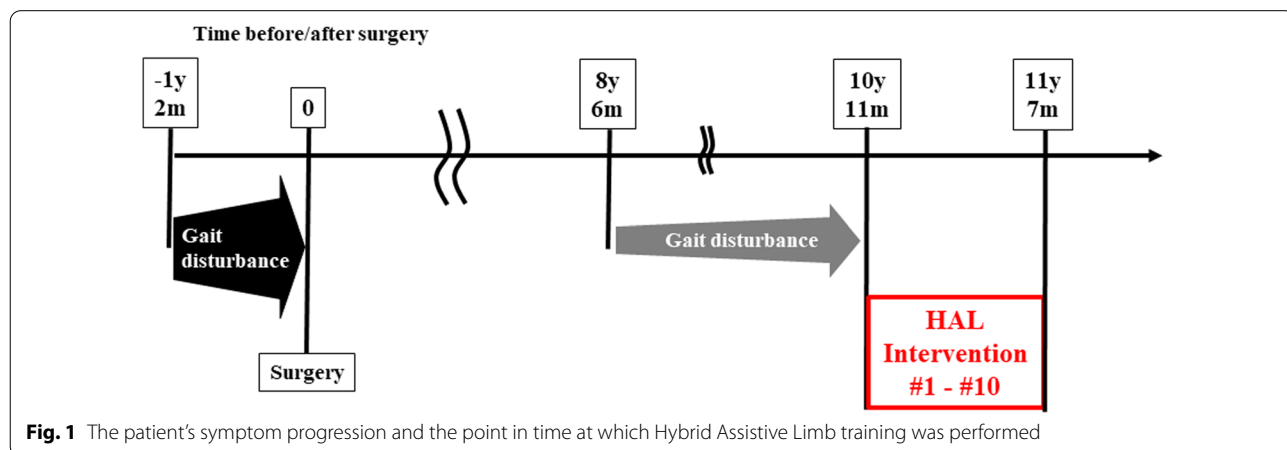 Time before/after surgery
-1y
2m
0
8y
6m
10y
11m
11y
7m
Gait
disturbance
Gait disturbance
Surgery
HAL
Intervention
#1 - #10
Fig. 1 The patient's symptom progression and the point in time at which Hybrid Assistive Limb training was performed